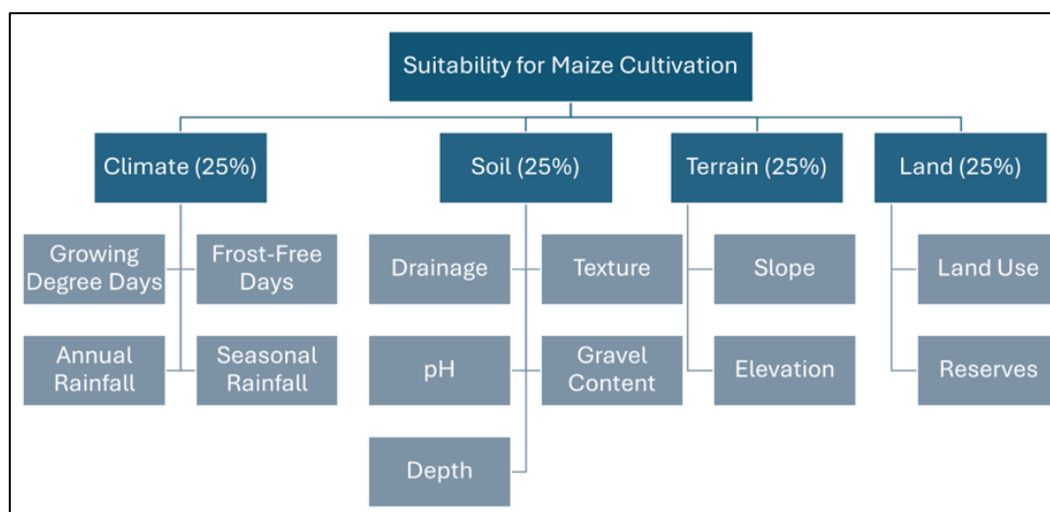 Suitability for Maize Cultivation
Climate (25%)
Soil (25%)
Terrain (25%)
Land (25%)
Growing
Degree Days
Frost-Free
Days
Annual
Rainfall
Seasonal
Rainfall
Drainage
Texture
pH
Gravel
Content
Depth
Slope
Elevation
Land Use
Reserves